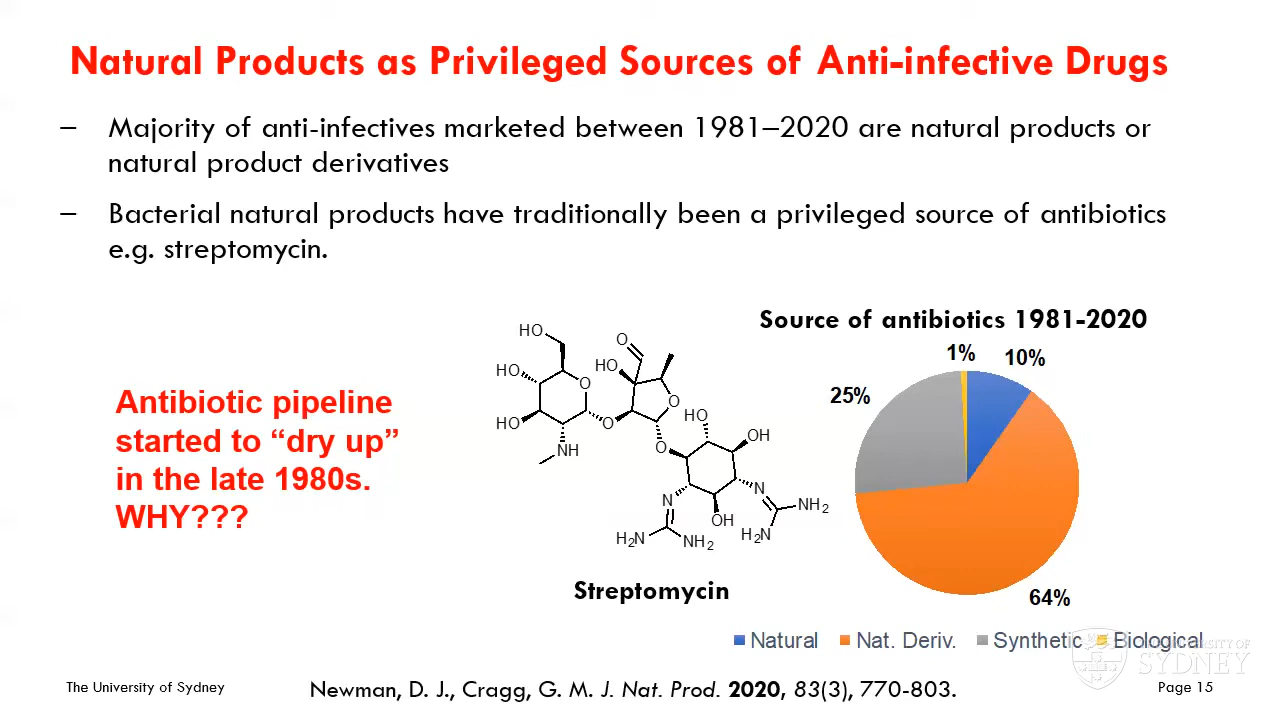 Natural Products as Privileged Sources of Anti-infective Drugs
– Majority of anti-infectives marketed between 1981–2020 are natural products or
natural product derivatives
– Bacterial natural products have traditionally been a privileged source of antibiotics
e.g. streptomycin.
Antibiotic pipeline
started to “dry up”
in the late 1980s.
WHY???
HO
O
HO
HO
O
HO
O
NH
O
O
HO
OH
N
N
OH
NH2
H2N
H2N
NH2
Streptomycin
Source of antibiotics 1981-2020
1%
10%
25%
64%
Natural
Nat. Deriv.
Synthetic
Biological
THE UNIVERSITY OF
SYDNEY
The University of Sydney
Newman, D. J., Cragg, G. M. J. Nat. Prod. 2020, 83(3), 770-803.
Page 15